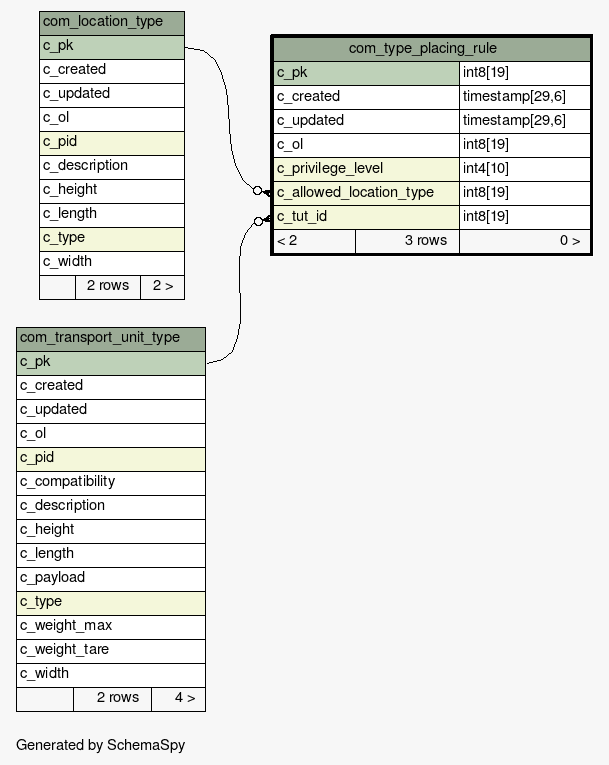 com_location_type
c_pk
c_created
c_updated
c_ol
c_pid
c_description
c_height
c_length
c_type
c_width
2 rows 2 >
com_type_placing_rule
c_pk int8[19]
c_created timestamp[29,6]
c_updated timestamp[29,6]
c_ol int8[19]
c_privilege_level int4[10]
c_allowed_location_type int8[19]
c_tut_id int8[19]
< 2 3 rows 0 >
com_transport_unit_type
c_pk
c_created
c_updated
c_ol
c_pid
c_compatibility
c_description
c_height
c_length
c_payload
c_type
c_weight_max
c_weight_tare
c_width
2 rows 4 >
Generated by SchemaSpy